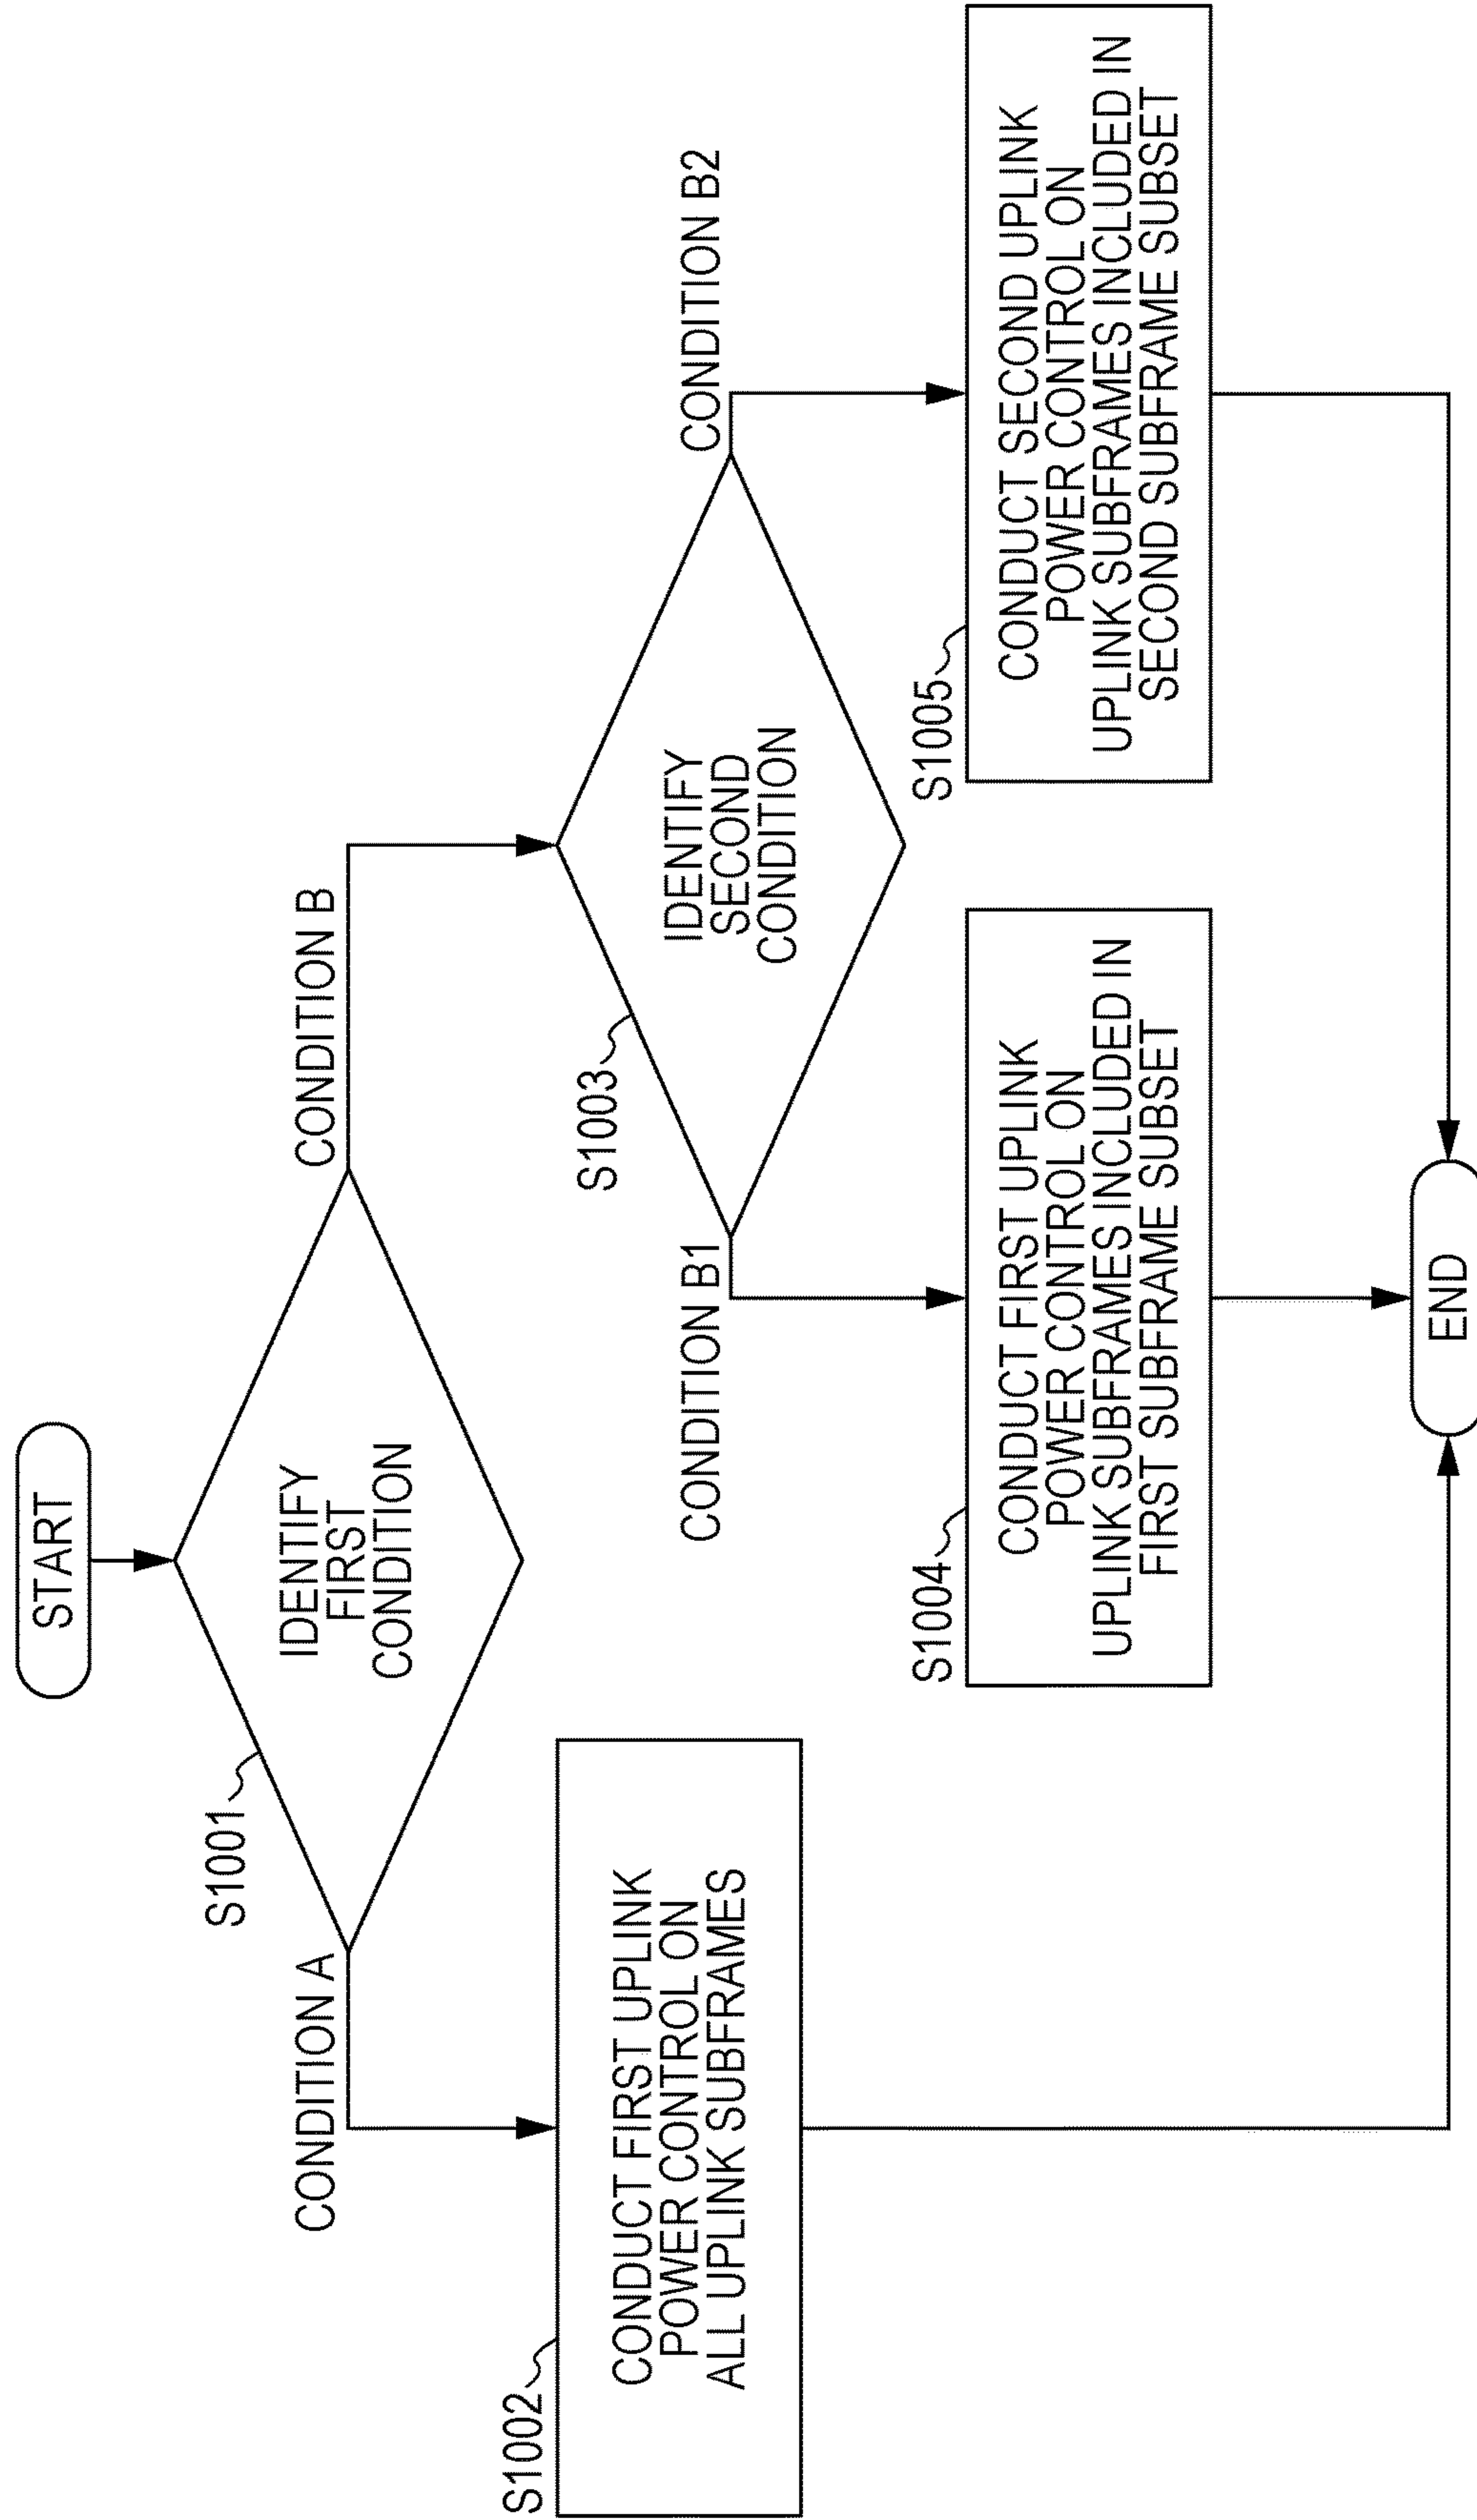 START
S1001
IDENTIFY
FIRST
CONDITION
CONDITION A
CONDITION B
S1002
CONDUCT FIRST UPLINK
POWER CONTROL ON
ALL UPLINK SUBFRAMES
S1003
IDENTIFY
SECOND
CONDITION
CONDITION B1
CONDITION B2
S1004
CONDUCT FIRST UPLINK
POWER CONTROL ON
UPLINK SUBFRAMES INCLUDED IN
FIRST SUBFRAME SUBSET
S1005
CONDUCT SECOND UPLINK
POWER CONTROL ON
UPLINK SUBFRAMES INCLUDED IN
SECOND SUBFRAME SUBSET
END